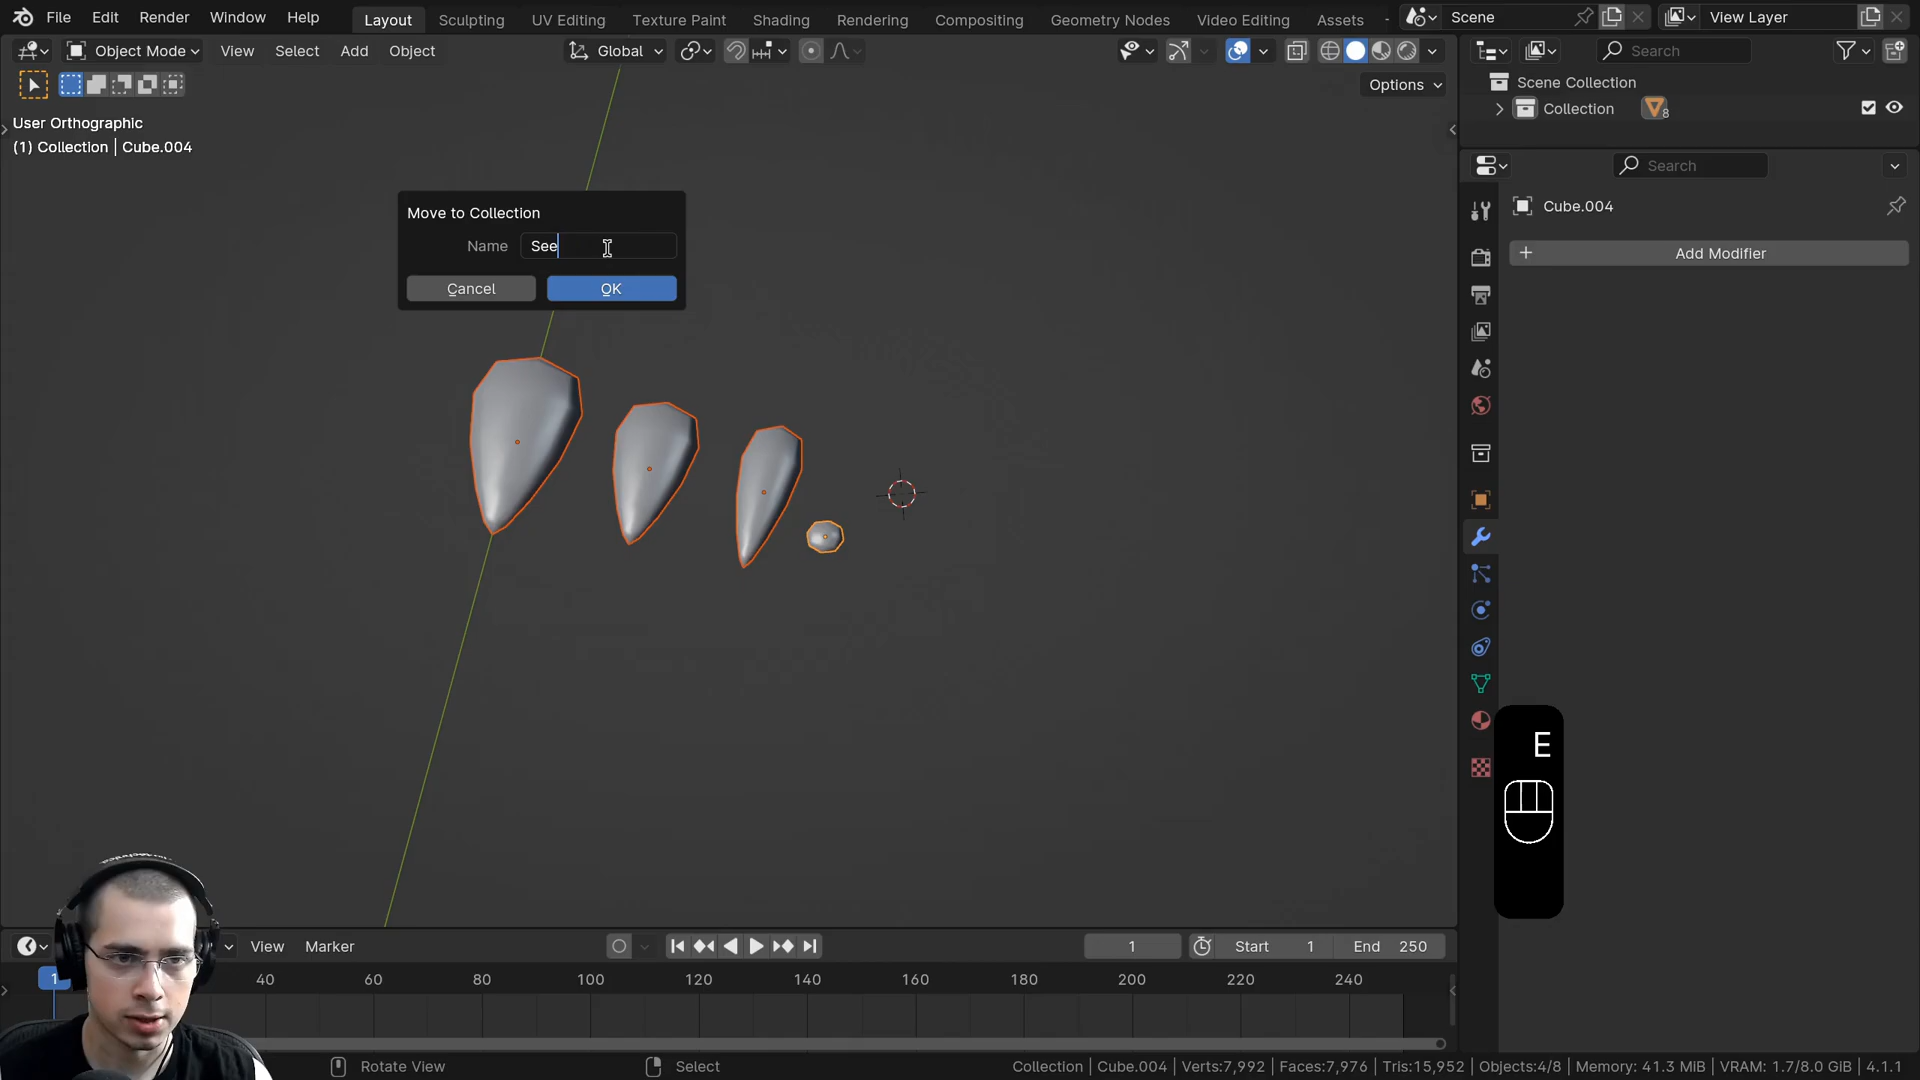 File Edit Render Window Help Layout Sculpting UV Editing Texture Paint Shading Rendering Compositing Geometry Nodes Video Editing Assets Scene View Layer
Object Mode View Select Add Object Global
Options
User Orthographic
(1) Collection | Cube.004
Search
Scene Collection
Collection 8
Search
Cube.004
Add Modifier
Move to Collection
Name See
Cancel OK
E
View Marker 1 Start 1 End 250
1 40 60 80 100 120 140 160 180 200 220 240
Rotate View Select Collection | Cube.004 | Verts:7,992 | Faces:7,976 | Tris:15,952 | Objects:4/8 | Memory: 41.3 MiB | VRAM: 1.7/8.0 GiB | 4.1.1